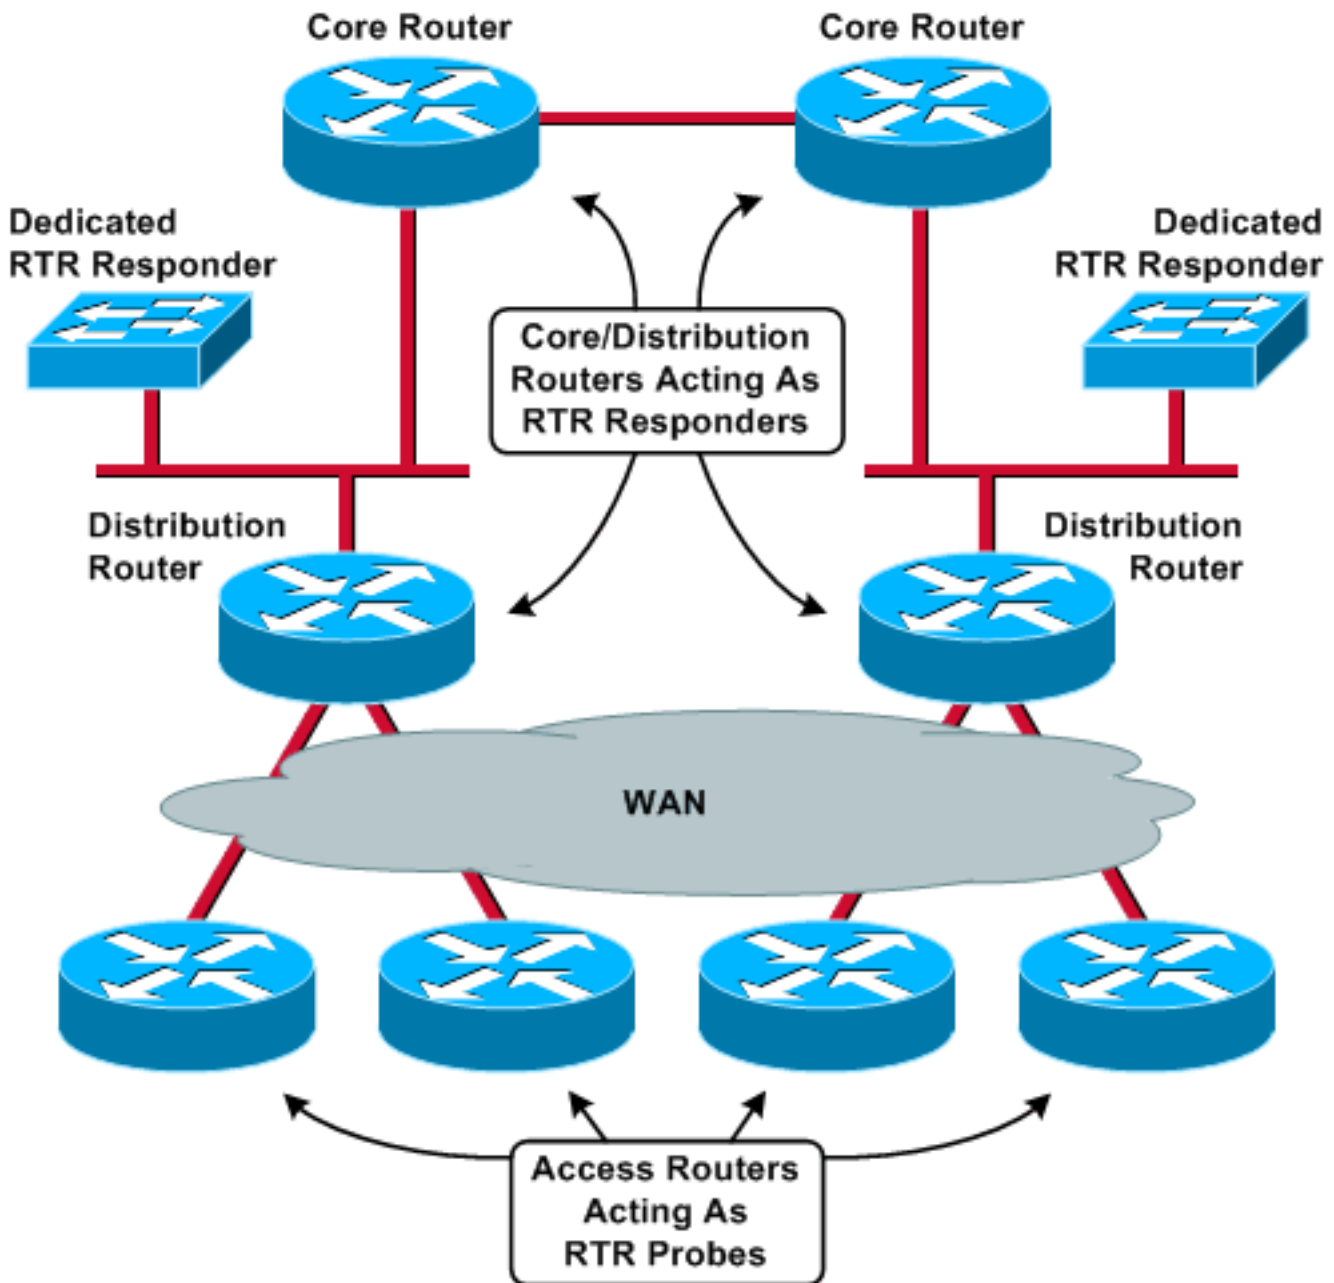 Core Router
Core Router
Dedicated
RTR Responder
Dedicated
RTR Responder
Core/Distribution
Routers Acting As
RTR Responders
Distribution
Router
Distribution
Router
WAN
Access Routers
Acting As
RTR Probes